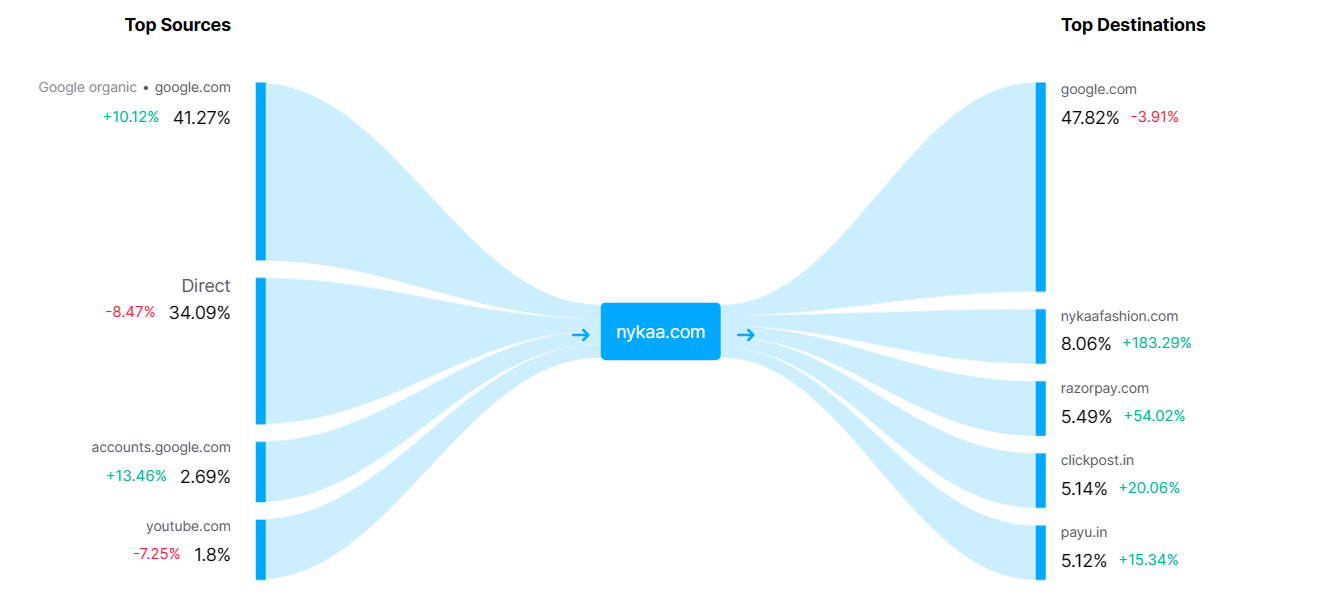 Top Sources
Google organic • google.com
+10.12% 41.27%
Direct
-8.47% 34.09%
accounts.google.com
+13.46% 2.69%
youtube.com
-7.25% 1.8%
nykaa.com
Top Destinations
google.com
47.82% -3.91%
nykaafashion.com
8.06% +183.29%
razorpay.com
5.49% +54.02%
clickpost.in
5.14% +20.06%
payu.in
5.12% +15.34%